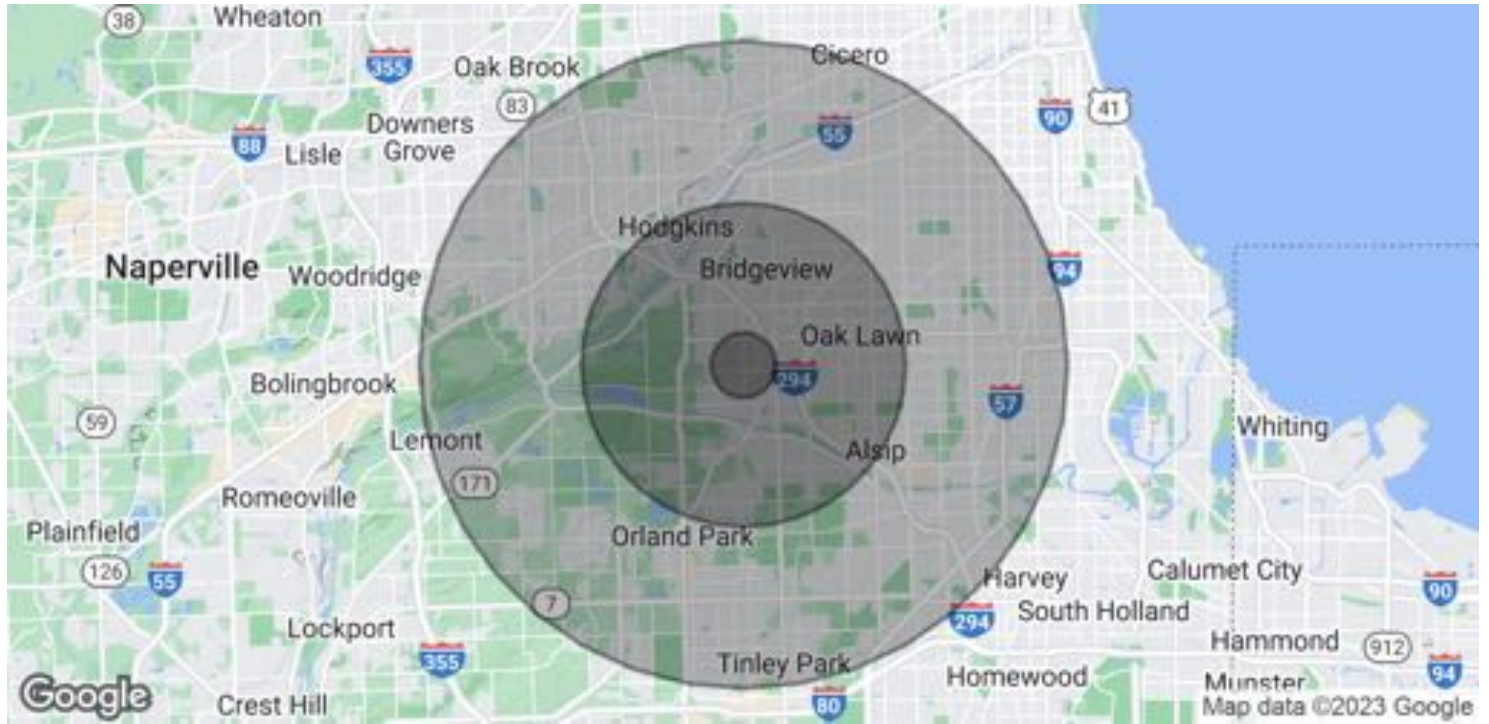 38
Wheaton
355
Oak Brook
Cicero
83
41
90
Downers
Grove
55
88
Lisle
Hodgkins
Naperville
Woodridge
Bridgeview
94
Oak Lawn
294
Bolingbrook
57
59
Lemont
Alsip
Whiting
171
Romeoville
Plainfield
Orland Park
126
55
Harvey
Calumet City
90
7
South Holland
294
Lockport
Hammond
912
355
Tinley Park
Homewood
94
Munster
Google
Crest Hill
80
Map data ©2023 Google